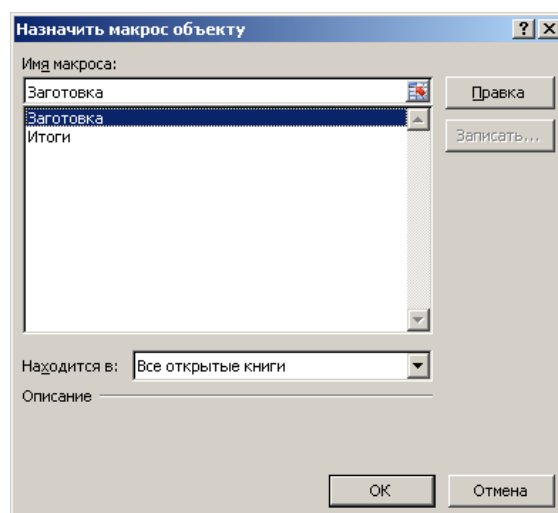 Назначить макрос объекту
Имя макроса:
Заготовка
Правка
Заготовка
Итоги
Записать...
Находится в: Все открытые книги
Описание
ОК Отмена